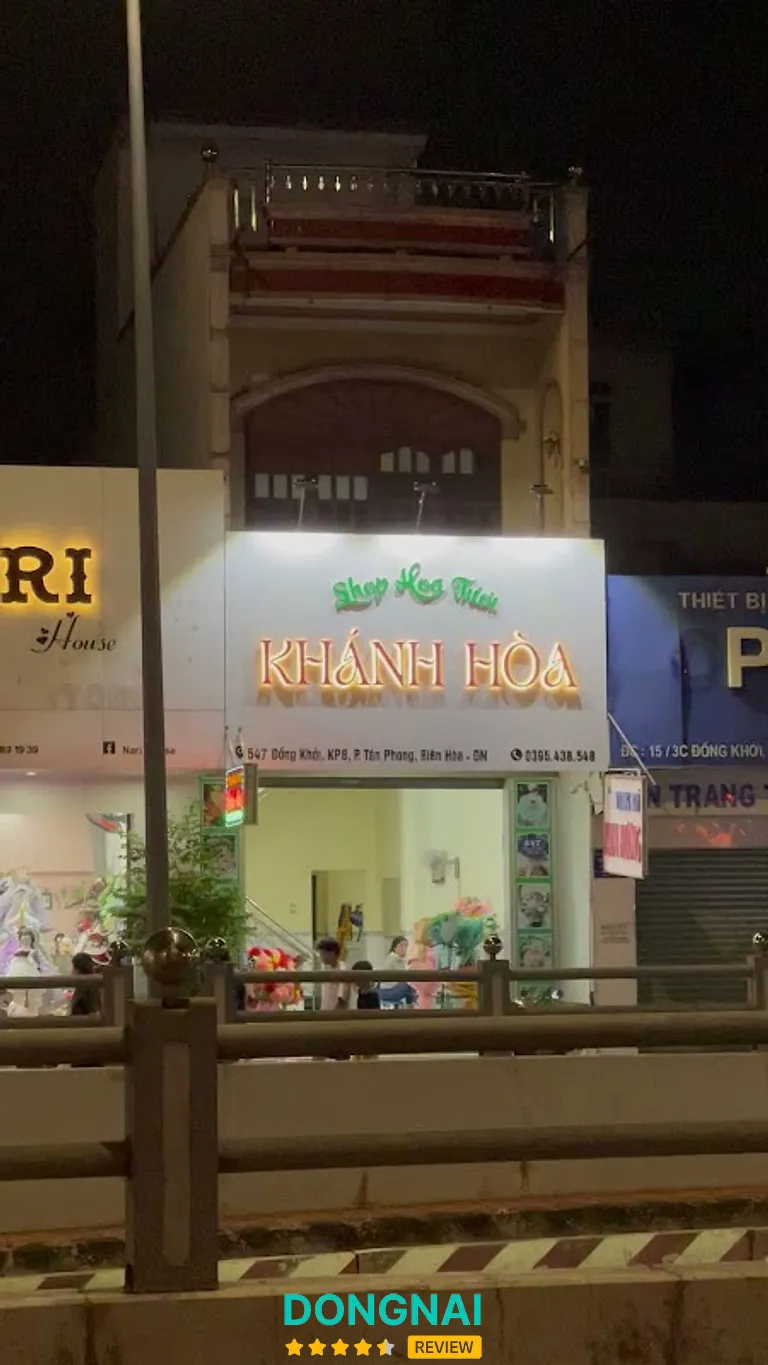 RI
House
Shop Hoa Tươi
KHÁNH HÒA
547 Đồng Khởi, KP8, P. Tân Phong, Biên Hòa - ĐN
0395.438.548
THIẾT BỊ
P
ĐC : 15 /3C ĐỒNG KHỞI,
N TRANG T
DONGNAI
REVIEW